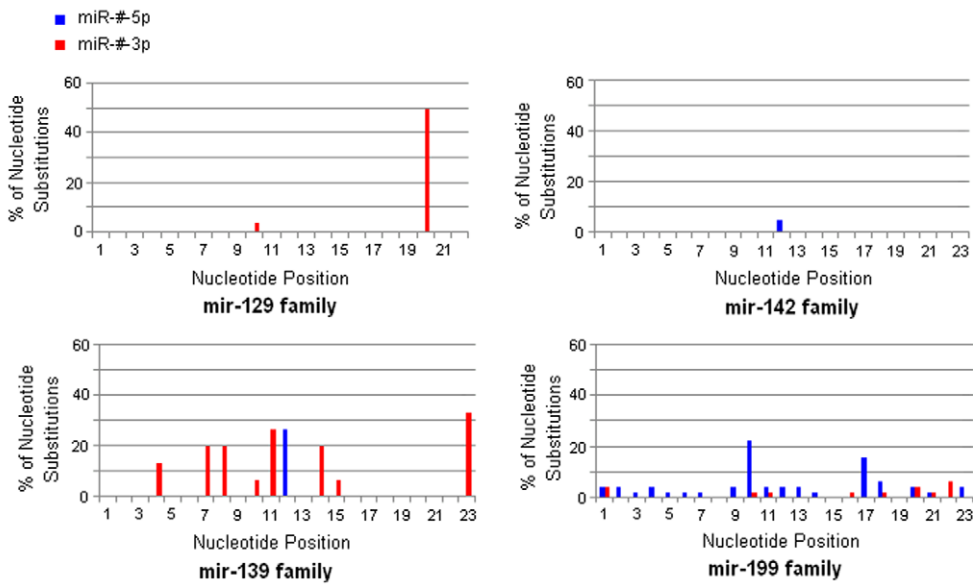 miR-#-5p
miR-#-3p
% of Nucleotide
Substitutions
60
40
20
0
1 3 5 7 9 11 13 15 17 19 21
Nucleotide Position
mir-129 family
% of Nucleotide
Substitutions
60
40
20
0
1 3 5 7 9 11 13 15 17 19 21 23
Nucleotide Position
mir-142 family
% of Nucleotide
Substitutions
60
40
20
0
1 3 5 7 9 11 13 15 17 19 21 23
Nucleotide Position
mir-139 family
% of Nucleotide
Substitutions
60
40
20
0
1 3 5 7 9 11 13 15 17 19 21 23
Nucleotide Position
mir-199 family